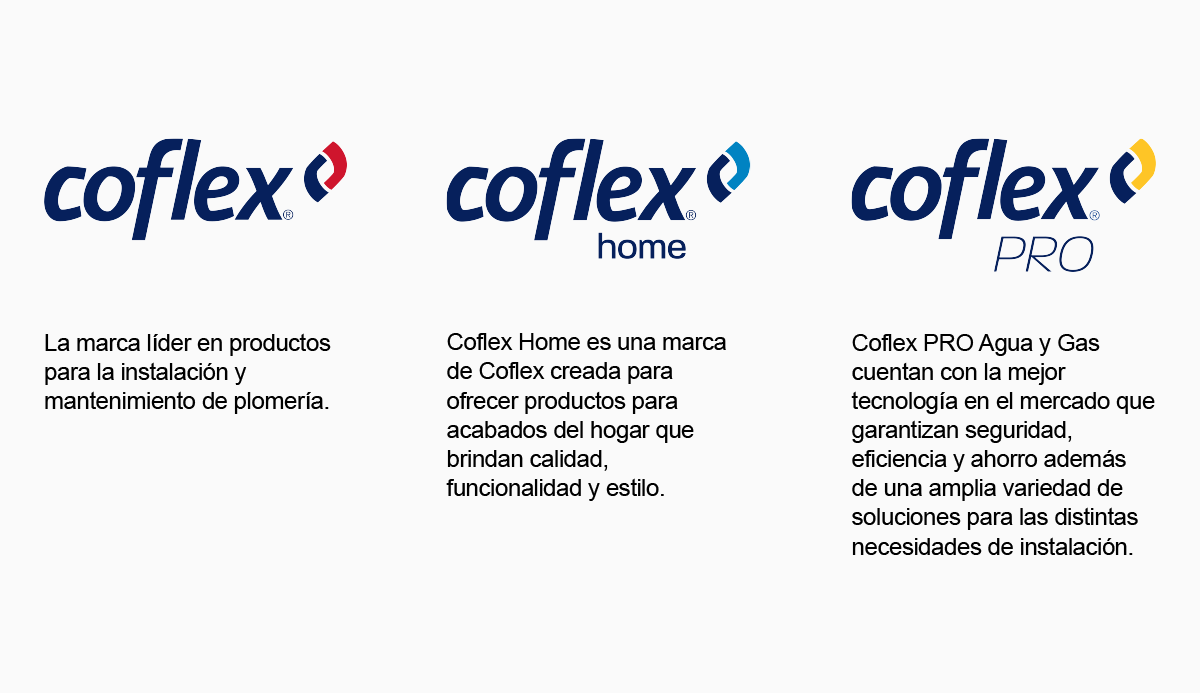 coflex®
La marca líder en productos
para la instalación y
mantenimiento de plomería.
coflex®
home
Coflex Home es una marca
de Coflex creada para
ofrecer productos para
acabados del hogar que
brindan calidad,
funcionalidad y estilo.
coflex®
PRO
Coflex PRO Agua y Gas
cuentan con la mejor
tecnología en el mercado que
garantizan seguridad,
eficiencia y ahorro además
de una amplia variedad de
soluciones para las distintas
necesidades de instalación.